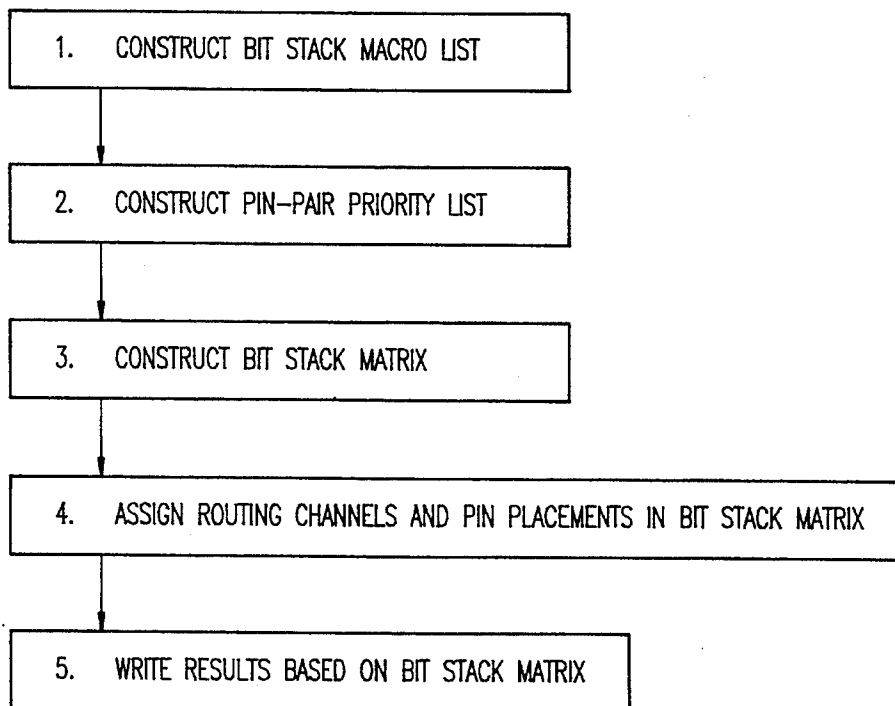 1. CONSTRUCT BIT STACK MACRO LIST
2. CONSTRUCT PIN-PAIR PRIORITY LIST
3. CONSTRUCT BIT STACK MATRIX
4. ASSIGN ROUTING CHANNELS AND PIN PLACEMENTS IN BIT STACK MATRIX
5. WRITE RESULTS BASED ON BIT STACK MATRIX